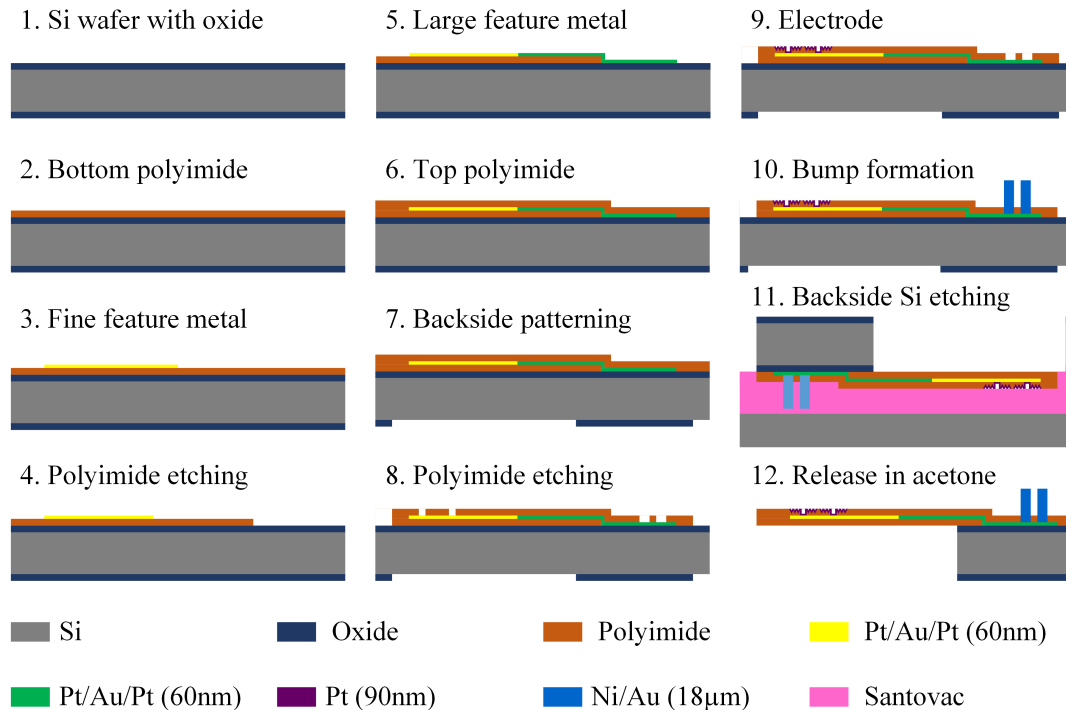 1. Si wafer with oxide
5. Large feature metal
9. Electrode
2. Bottom polyimide
6. Top polyimide
10. Bump formation
3. Fine feature metal
7. Backside patterning
11. Backside Si etching
4. Polyimide etching
8. Polyimide etching
12. Release in acetone
Si
Oxide
Polyimide
Pt/Au/Pt (60nm)
Pt/Au/Pt (60nm)
Pt (90nm)
Ni/Au (18μm)
Santovac